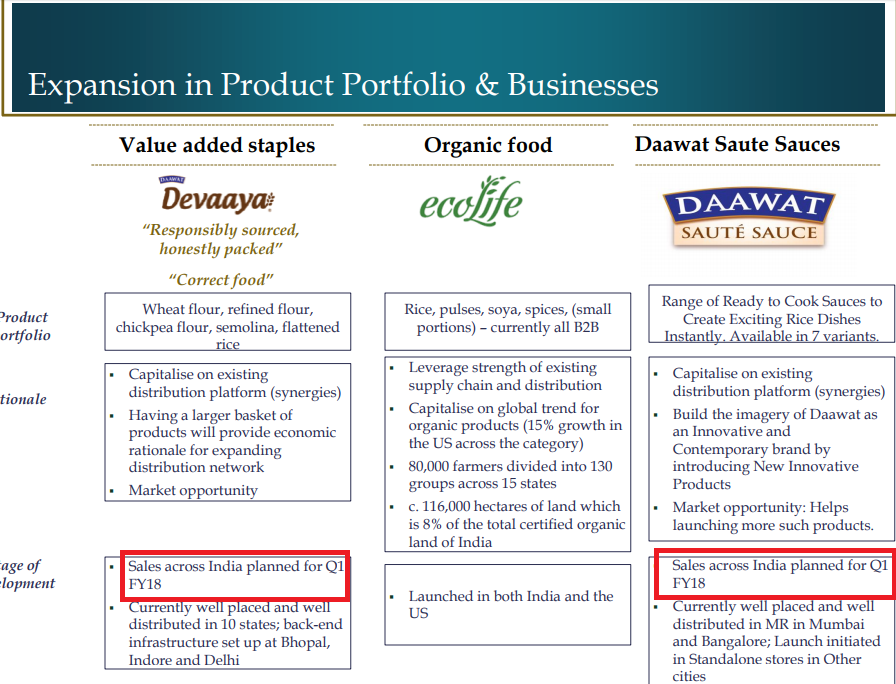 Expansion in Product Portfolio & Businesses
Value added staples
Organic food
Daawat Saute Sauces
DAAWAT
Devaaya
ecolife
DAAWAT
SAUTÉ SAUCE
“Responsibly sourced,
honestly packed”
“Correct food”
Product
ortfolio
Wheat flour, refined flour,
chickpea flour, semolina, flattened
rice
Rice, pulses, soya, spices, (small
portions) – currently all B2B
Range of Ready to Cook Sauces to
Create Exciting Rice Dishes
Instantly. Available in 7 variants.
tionale
▪ Capitalise on existing
distribution platform (synergies)
▪ Having a larger basket of
products will provide economic
rationale for expanding
distribution network
▪ Market opportunity
▪ Leverage strength of existing
supply chain and distribution
▪ Capitalise on global trend for
organic products (15% growth in
the US across the category)
▪ 80,000 farmers divided into 130
groups across 15 states
▪ c. 116,000 hectares of land which
is 8% of the total certified organic
land of India
▪ Capitalise on existing
distribution platform (synergies)
▪ Build the imagery of Daawat as
an Innovative and
Contemporary brand by
introducing New Innovative
Products
▪ Market opportunity: Helps
launching more such products.
age of
elopment
▪ Sales across India planned for Q1
FY18
▪ Currently well placed and well
distributed in 10 states; back-end
infrastructure set up at Bhopal,
Indore and Delhi
▪ Launched in both India and the
US
Sales across India planned for Q1
FY18
▪ Currently well placed and well
distributed in MR in Mumbai
and Bangalore; Launch initiated
in Standalone stores in Other
cities